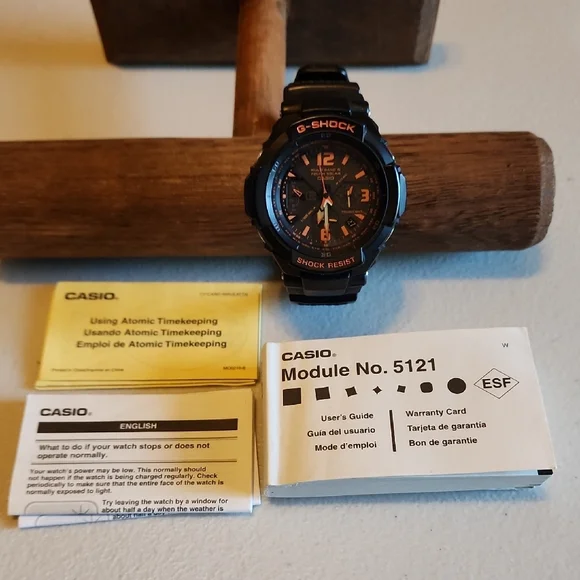 G-SHOCK
12
CASIO
3
6
SHOCK RESIST
CASIO®
Using Atomic Timekeeping
Usando Atomic Timekeeping
Emploi de Atomic Timekeeping
CASIO®
ENGLISH
What to do if your watch stops or does not
operate normally.
Your watch's power may be low. This normally should
not happen if the watch is being charged regularly. Check
periodically to make sure that the entire face of the watch is
normally exposed to light.
Try leaving the watch by a window for
about half a day when the weather is
W
CASIO®
Module No. 5121
ESF
User's Guide
Guía del usuario
Mode d'emploi
Warranty Card
Tarjeta de garantía
Bon de garantie